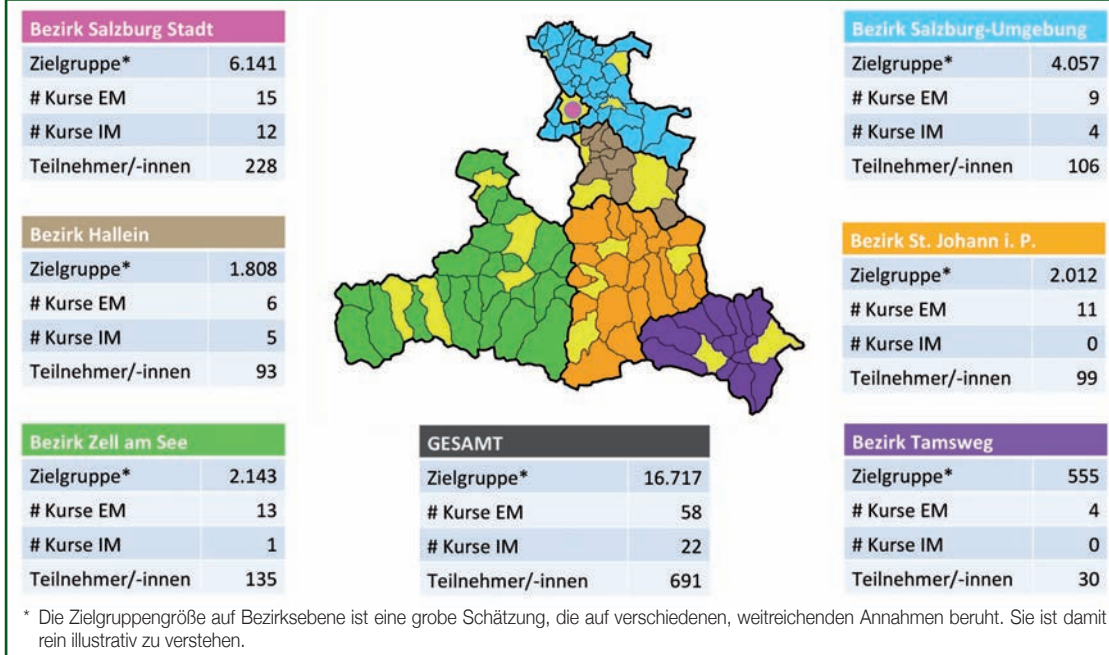 Bezirk Salzburg Stadt
Zielgruppe* 6.141
# Kurse EM 15
# Kurse IM 12
Teilnehmer/-innen 228
Bezirk Salzburg-Umgebung
Zielgruppe* 4.057
# Kurse EM 9
# Kurse IM 4
Teilnehmer/-innen 106
Bezirk Hallein
Zielgruppe* 1.808
# Kurse EM 6
# Kurse IM 5
Teilnehmer/-innen 93
Bezirk St. Johann i. P.
Zielgruppe* 2.012
# Kurse EM 11
# Kurse IM 0
Teilnehmer/-innen 99
Bezirk Zell am See
Zielgruppe* 2.143
# Kurse EM 13
# Kurse IM 1
Teilnehmer/-innen 135
GESAMT
Zielgruppe* 16.717
# Kurse EM 58
# Kurse IM 22
Teilnehmer/-innen 691
Bezirk Tamsweg
Zielgruppe* 555
# Kurse EM 4
# Kurse IM 0
Teilnehmer/-innen 30
* Die Zielgruppengröße auf Bezirksebene ist eine grobe Schätzung, die auf verschiedenen, weitreichenden Annahmen beruht. Sie ist damit
rein illustrativ zu verstehen.